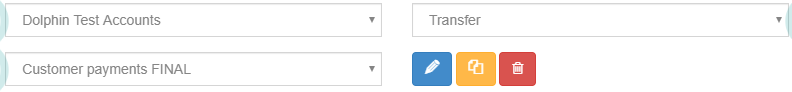 Dolphin Test Accounts
Transfer
Customer payments FINAL